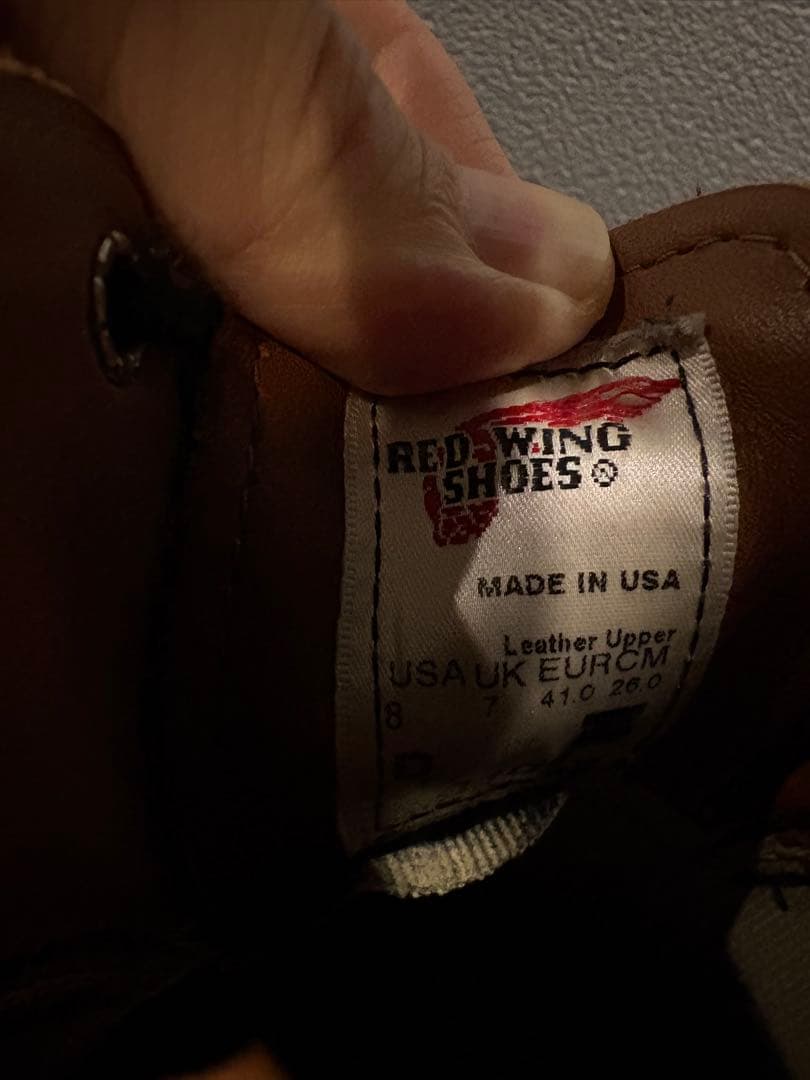 RED WING
SHOES ®
MADE IN USA
Leather Upper
USA UK EUR CM
8 7 41.0 26.0
D